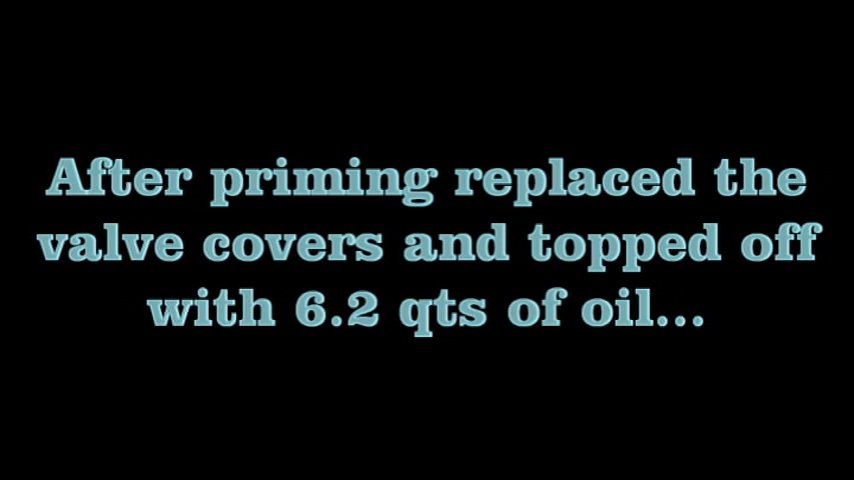 After priming replaced the
valve covers and topped off
with 6.2 qts of oil...